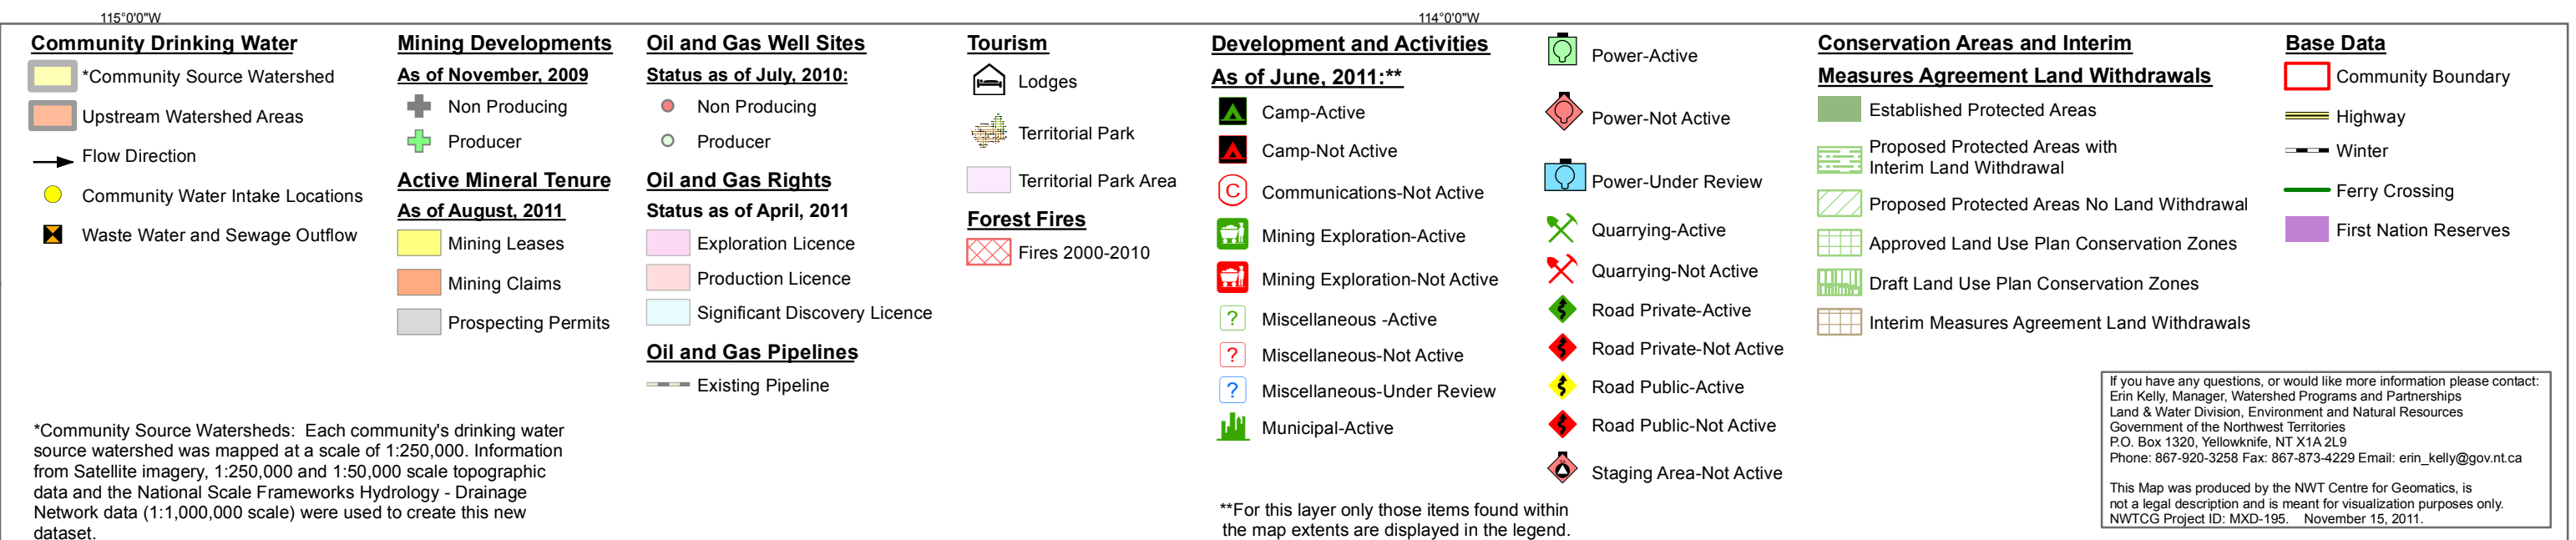 115°0'0"W
114°0'0"W
Community Drinking Water
*Community Source Watershed
Upstream Watershed Areas
Flow Direction
Community Water Intake Locations
Waste Water and Sewage Outflow
*Community Source Watersheds: Each community's drinking water
source watershed was mapped at a scale of 1:250,000. Information
from Satellite imagery, 1:250,000 and 1:50,000 scale topographic
data and the National Scale Frameworks Hydrology - Drainage
Network data (1:1,000,000 scale) were used to create this new
dataset.
Mining Developments
As of November, 2009
Non Producing
Producer
Active Mineral Tenure
As of August, 2011
Mining Leases
Mining Claims
Prospecting Permits
Oil and Gas Well Sites
Status as of July, 2010:
Non Producing
Producer
Oil and Gas Rights
Status as of April, 2011
Exploration Licence
Production Licence
Significant Discovery Licence
Oil and Gas Pipelines
Existing Pipeline
Tourism
Lodges
Territorial Park
Territorial Park Area
Forest Fires
Fires 2000-2010
Development and Activities
As of June, 2011:**
Camp-Active
Camp-Not Active
C
Communications-Not Active
Mining Exploration-Active
Mining Exploration-Not Active
? Miscellaneous -Active
? Miscellaneous-Not Active
? Miscellaneous-Under Review
Municipal-Active
Power-Active
Power-Not Active
Power-Under Review
Quarrying-Active
Quarrying-Not Active
Road Private-Active
Road Private-Not Active
Road Public-Active
Road Public-Not Active
Staging Area-Not Active
**For this layer only those items found within
the map extents are displayed in the legend.
Conservation Areas and Interim
Measures Agreement Land Withdrawals
Established Protected Areas
Proposed Protected Areas with
Interim Land Withdrawal
Proposed Protected Areas No Land Withdrawal
Approved Land Use Plan Conservation Zones
Draft Land Use Plan Conservation Zones
Interim Measures Agreement Land Withdrawals
Base Data
Community Boundary
Highway
Winter
Ferry Crossing
First Nation Reserves
If you have any questions, or would like more information please contact:
Erin Kelly, Manager, Watershed Programs and Partnerships
Land & Water Division, Environment and Natural Resources
Government of the Northwest Territories
P.O. Box 1320, Yellowknife, NT X1A 2L9
Phone: 867-920-3258 Fax: 867-873-4229 Email: erin_kelly@gov.nt.ca
This Map was produced by the NWT Centre for Geomatics, is
not a legal description and is meant for visualization purposes only.
NWTCG Project ID: MXD-195. November 15, 2011.